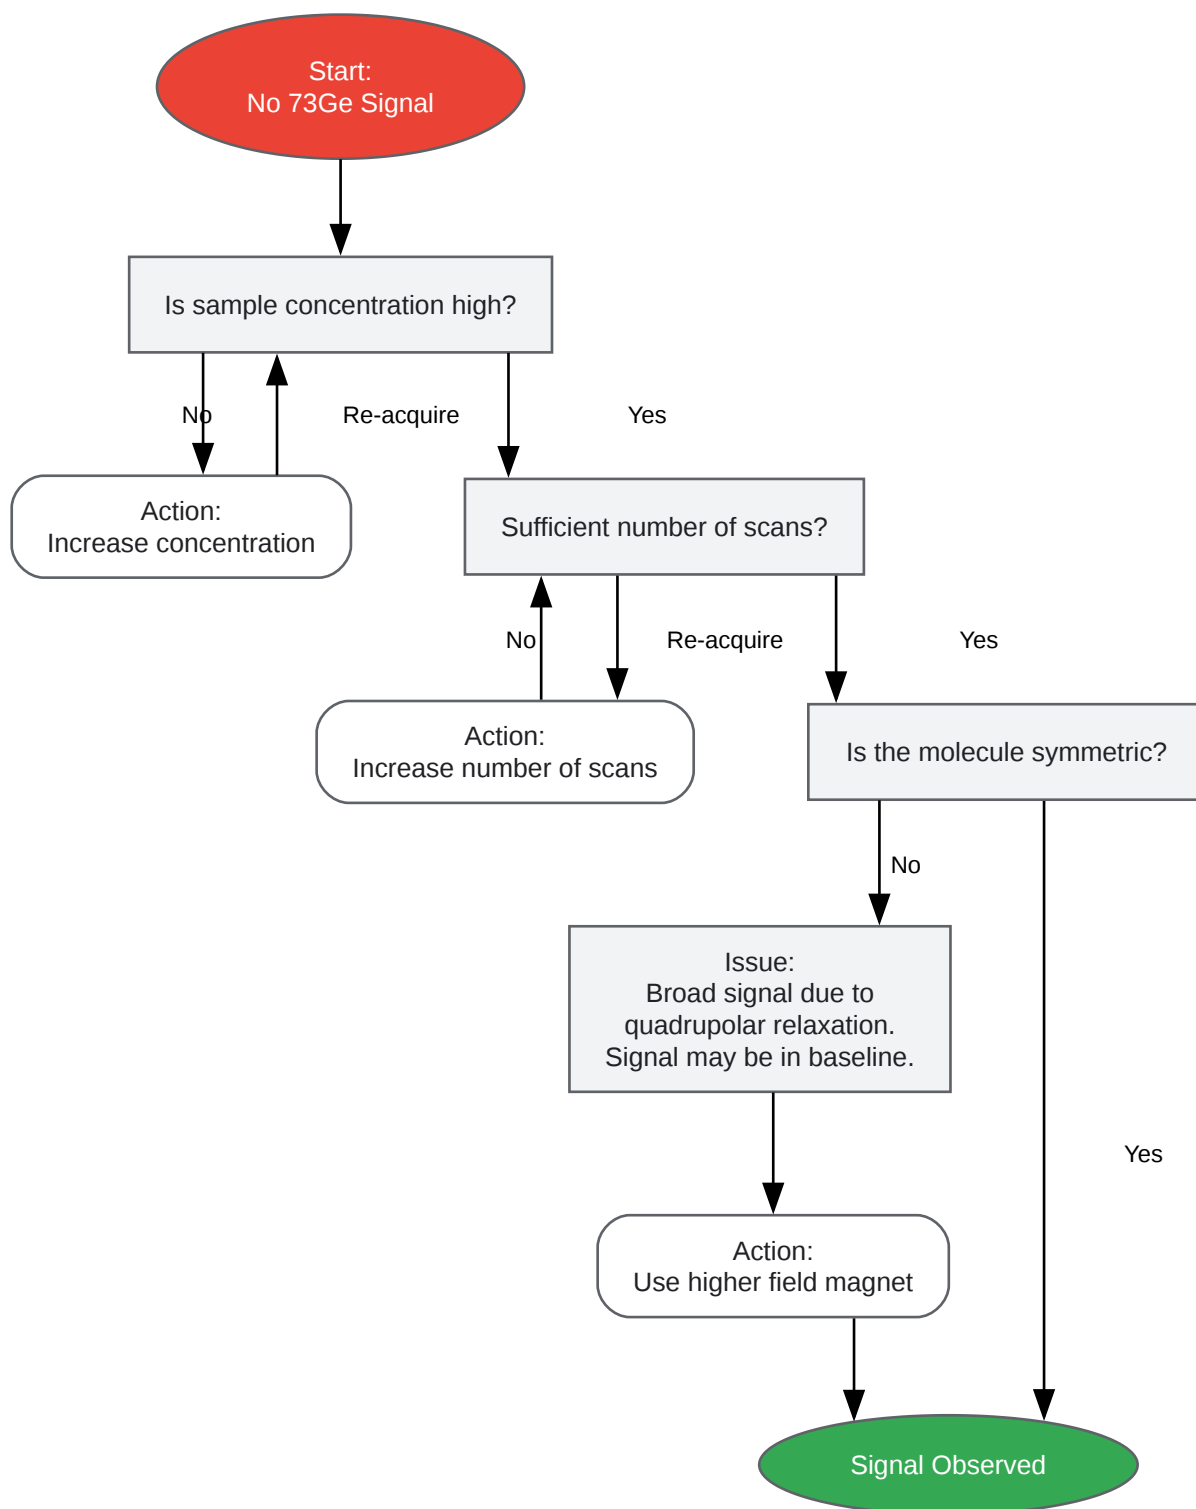 Start:
No 73Ge Signal
Is sample concentration high?
No
Re-acquire
Yes
Action:
Increase concentration
Sufficient number of scans?
No
Re-acquire
Yes
Action:
Increase number of scans
Is the molecule symmetric?
No
Issue:
Broad signal due to
quadrupolar relaxation.
Signal may be in baseline.
Yes
Action:
Use higher field magnet
Signal Observed